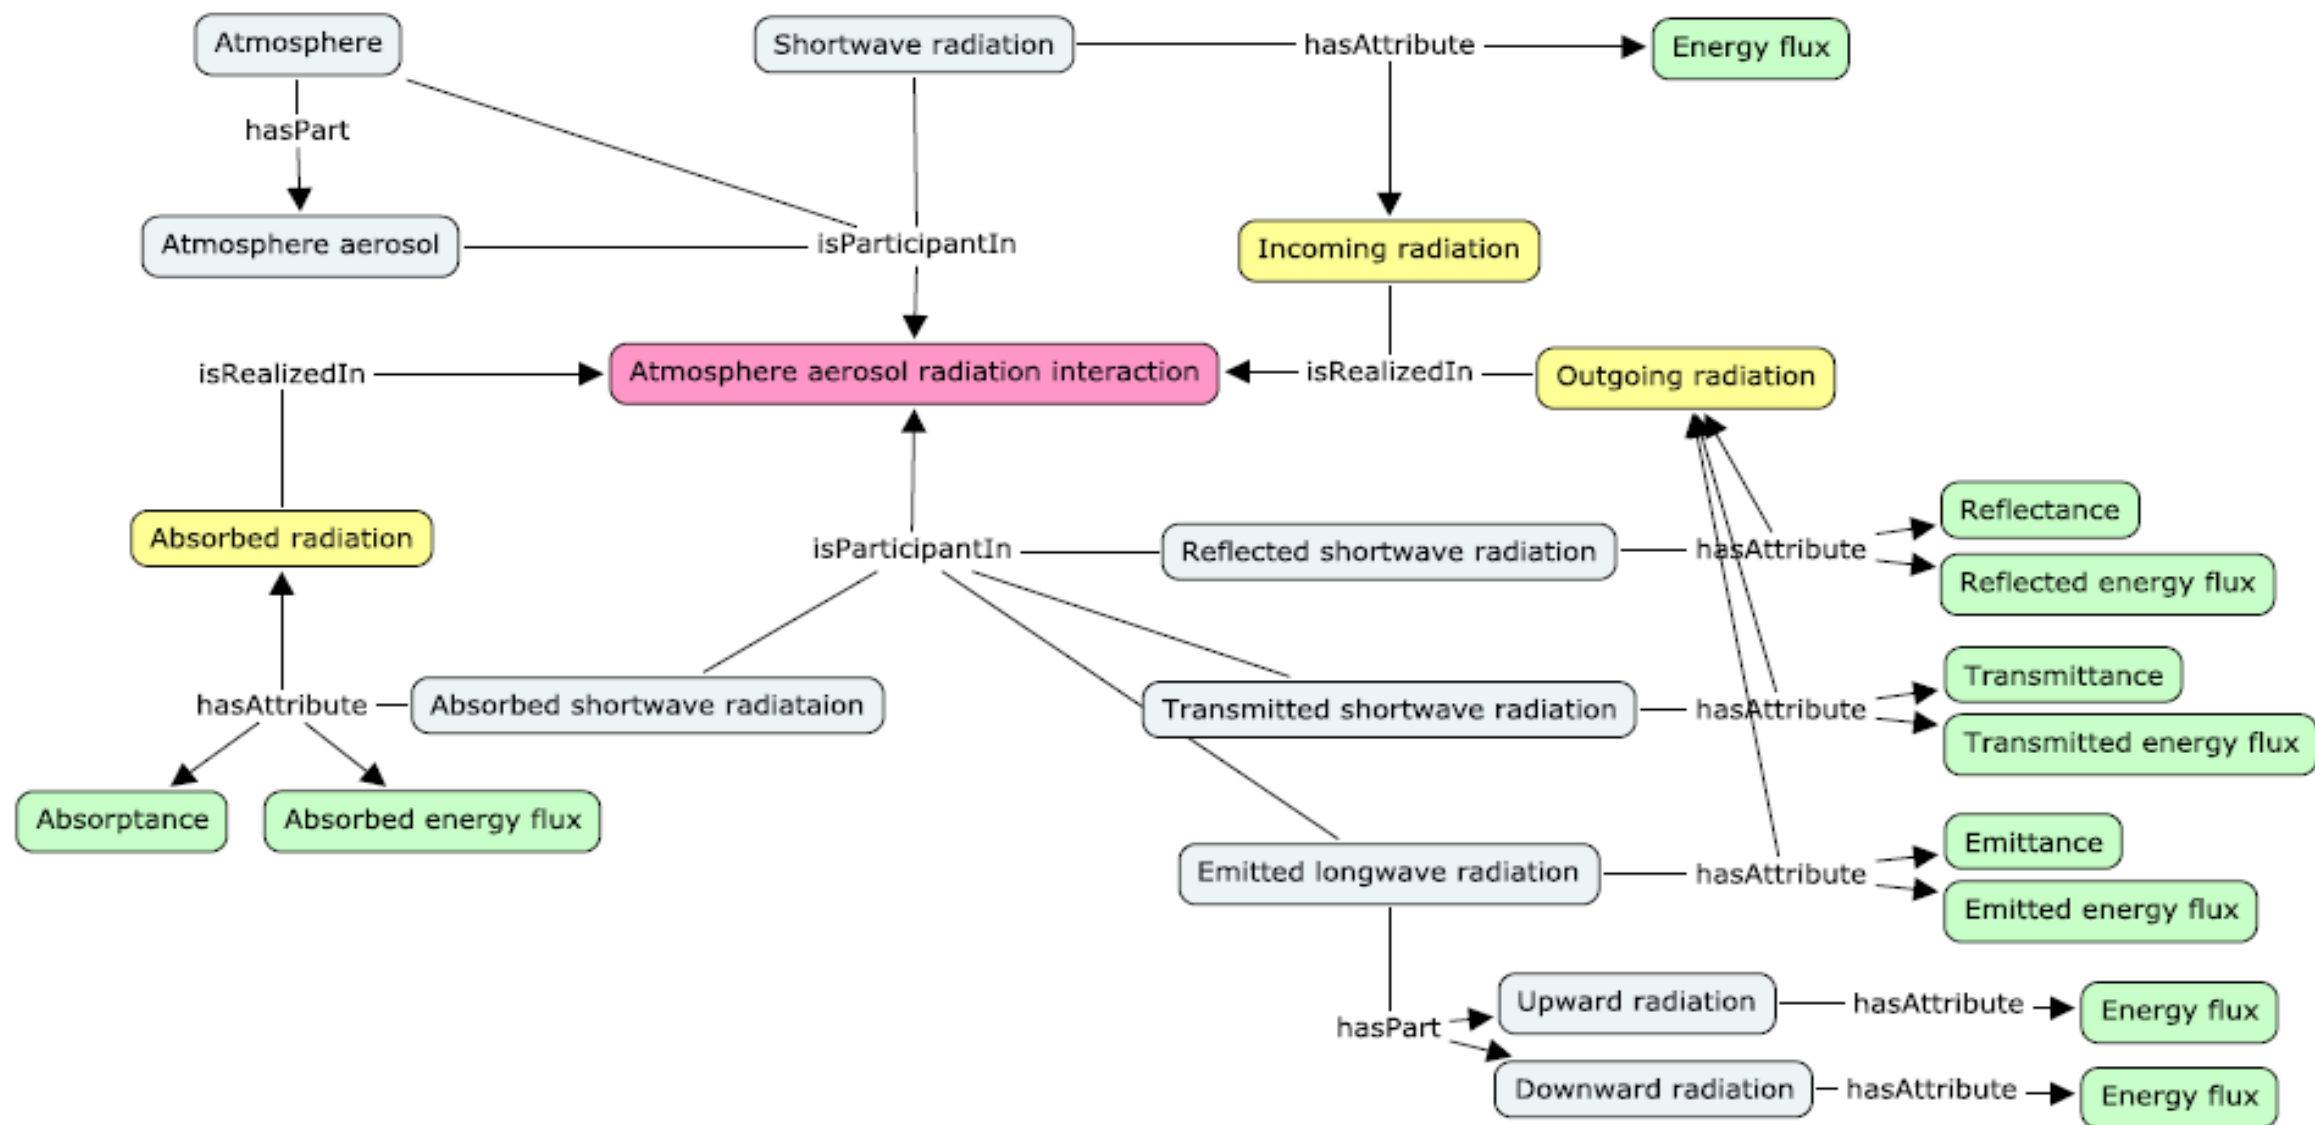 Atmosphere
Shortwave radiation
hasAttribute
Energy flux
hasPart
Atmosphere aerosol
isParticipantIn
Incoming radiation
isRealizedIn
Atmosphere aerosol radiation interaction
isRealizedIn
Outgoing radiation
Absorbed radiation
isParticipantIn
Reflected shortwave radiation
hasAttribute
Reflectance
Reflected energy flux
hasAttribute
Absorbed shortwave radiataion
Transmitted shortwave radiation
hasAttribute
Transmittance
Transmitted energy flux
Absorptance
Absorbed energy flux
Emitted longwave radiation
hasAttribute
Emittance
Emitted energy flux
hasPart
Upward radiation
hasAttribute
Energy flux
Downward radiation
hasAttribute
Energy flux